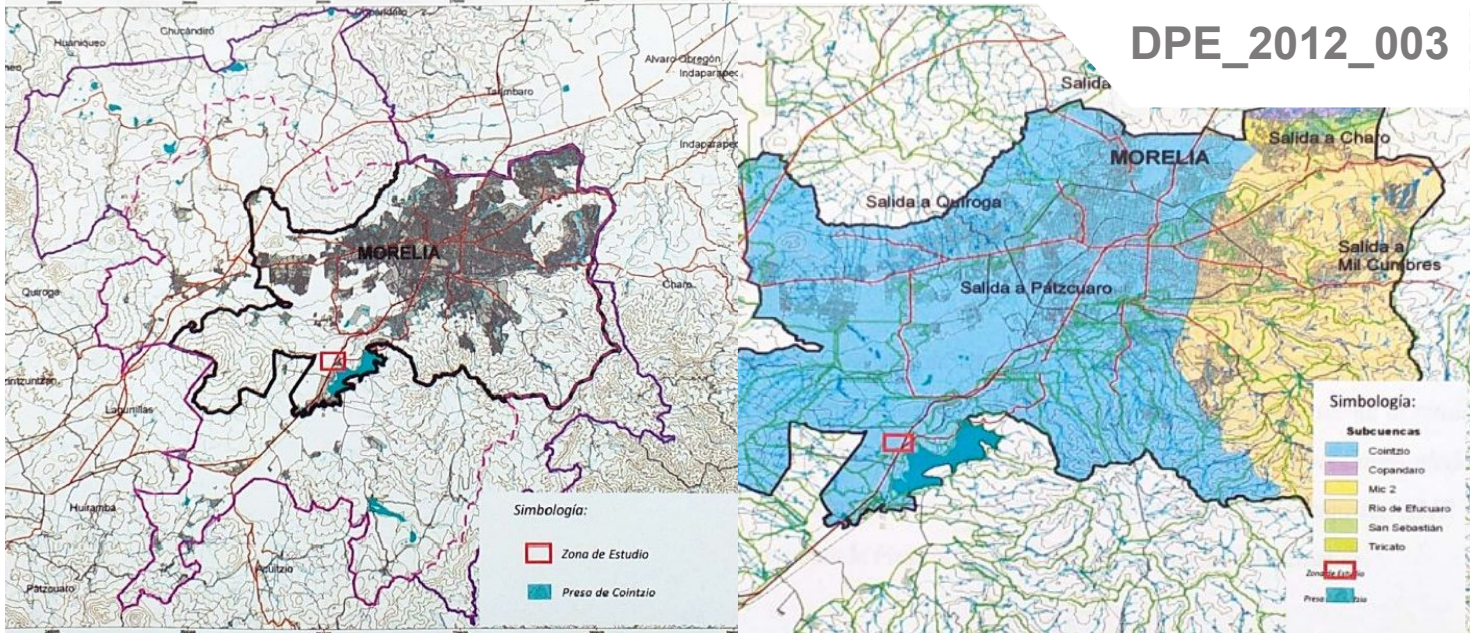 DPE_2012_003
Copandaro
Chucándiro
Huaniqueo
Alvaro Obregón
Indaparapeo
Tarímbaro
Indaparapeo
MORELIA
Quiroga
Charo
Lagunillas
Huiramba
Acuitzio
Pátzcuaro
Simbología:
Zona de Estudio
Presa de Cointzio
Salida
Salida a Charo
MORELIA
Salida a Quiroga
Salida a
Mil Cumbres
Salida a Pátzcuaro
Simbología:
Subcuencas
Cointzio
Copandaro
Mic 2
Rio de Efucuaro
San Sebastián
Tiricato